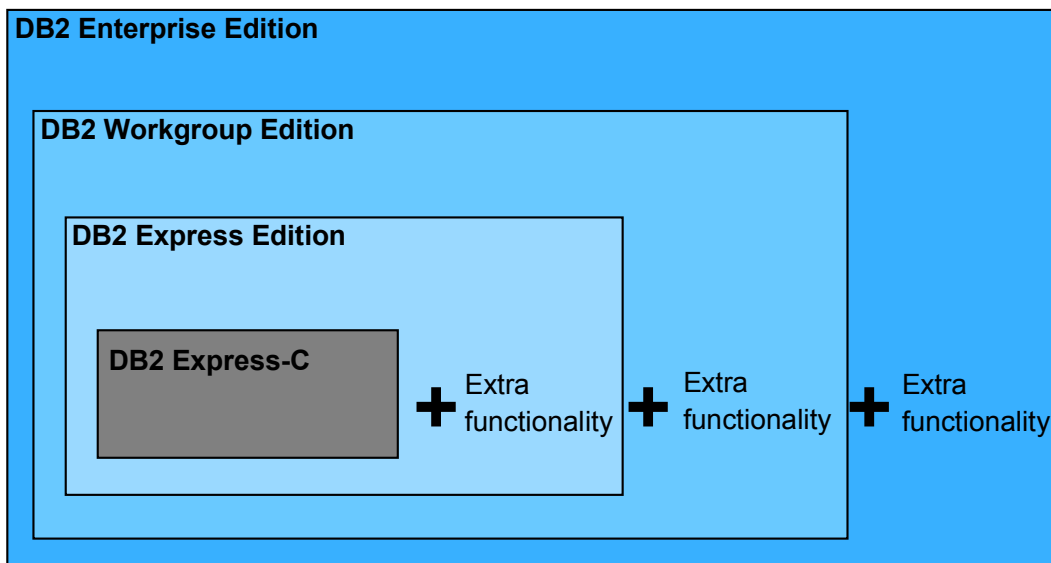 DB2 Enterprise Edition
DB2 Workgroup Edition
DB2 Express Edition
DB2 Express-C
Extra
functionality
Extra
functionality
Extra
functionality